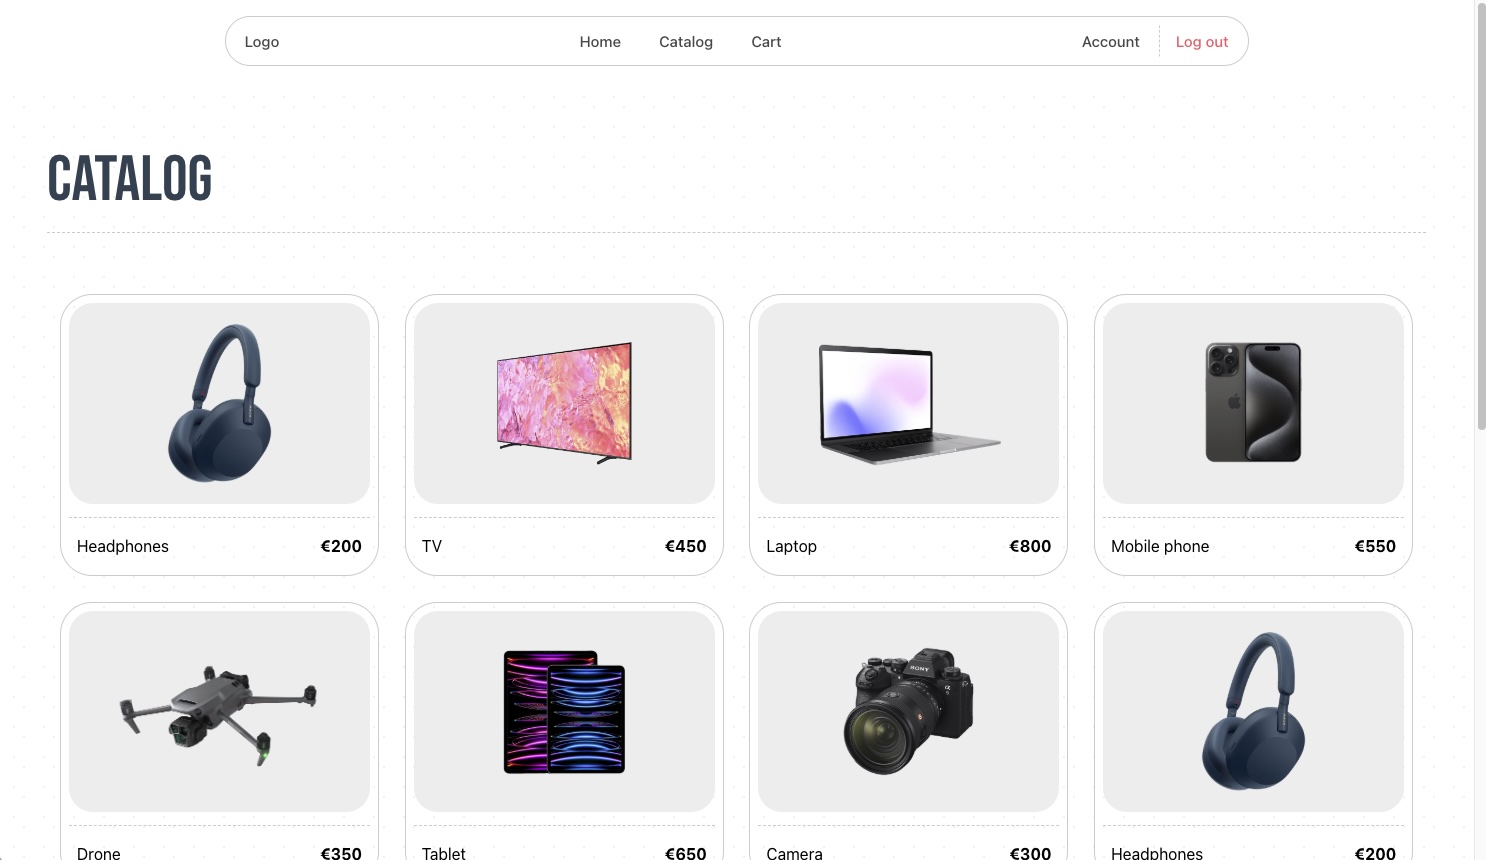 Logo Home Catalog Cart Account Log out
CATALOG
Headphones €200 TV €450 Laptop €800 Mobile phone €550
SONY
Drone €350 Tablet €650 Camera €300 Headphones €200